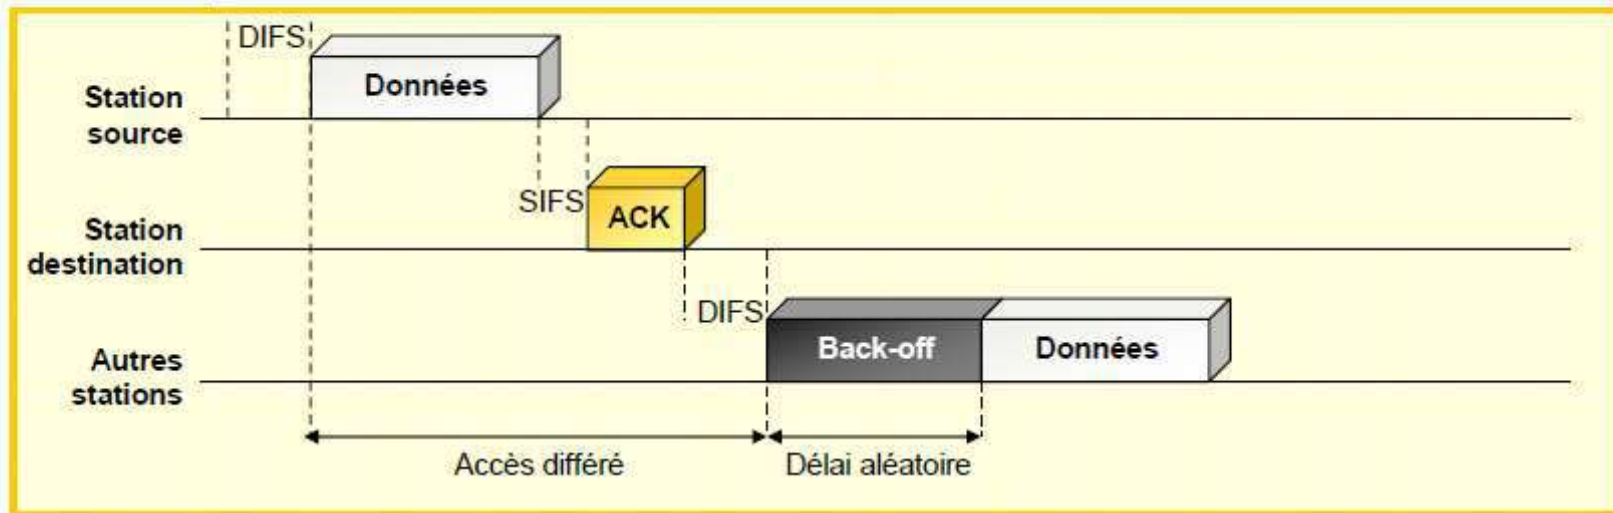 DIFS
Données
Station
source
SIFS
ACK
Station
destination
DIFS
Back-off
Données
Autres
stations
Accès différé
Délai aléatoire